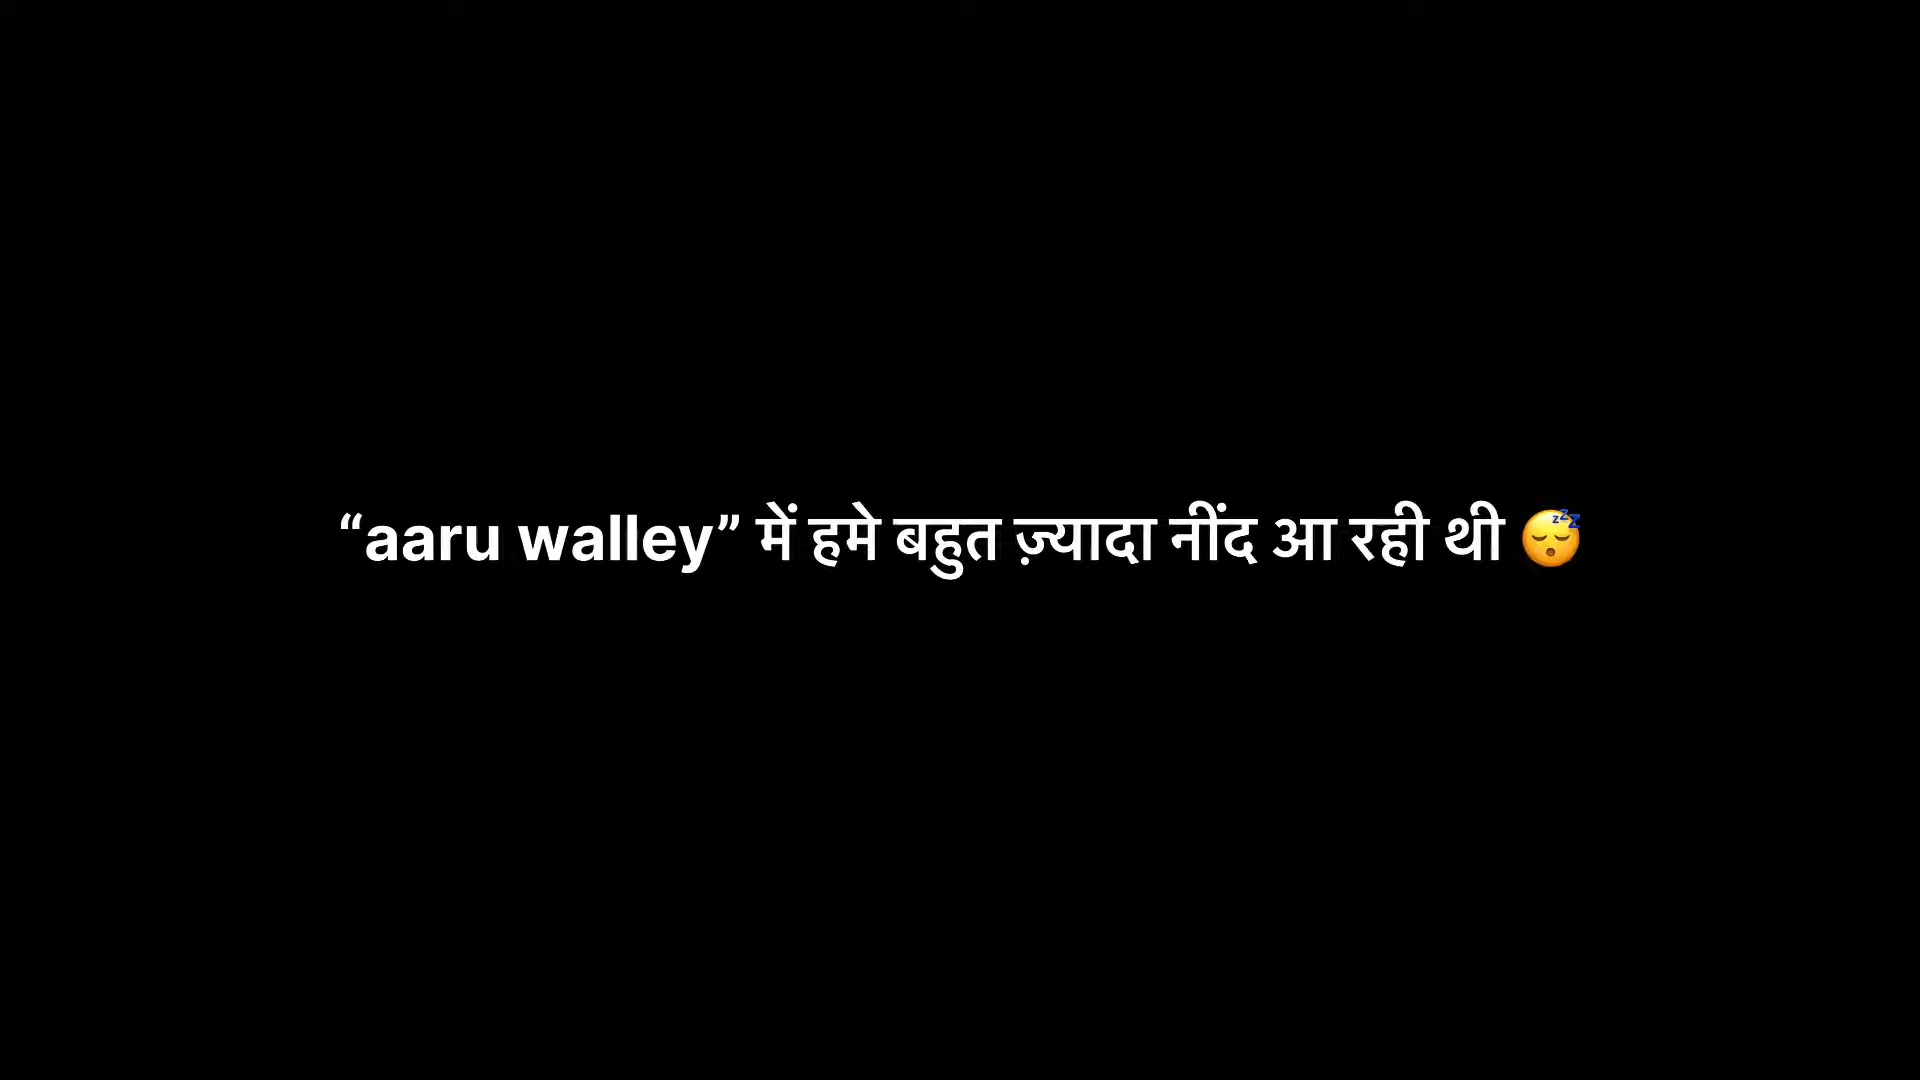 “aaru walley” में हमे बहुत ज़्यादा नींद आ रही थी 😴